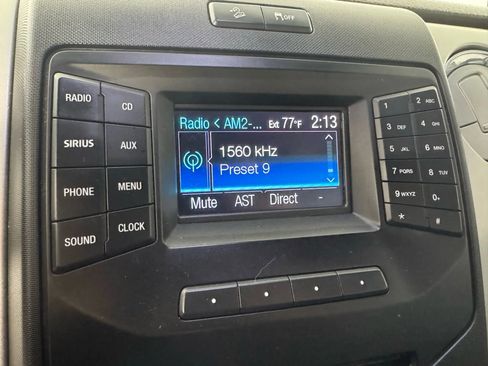 OFF
RADIO
CD
SIRIUS
AUX
PHONE
MENU
SOUND
CLOCK
Radio < AM2-... Ext 77°F 2:13
1560 kHz
Preset 9
Mute AST Direct -
1 2 ABC
3 DEF 4 GHI
5 JKL 6 MNO
7 PQRS 8 TUV
9 WXYZ 0+
* #